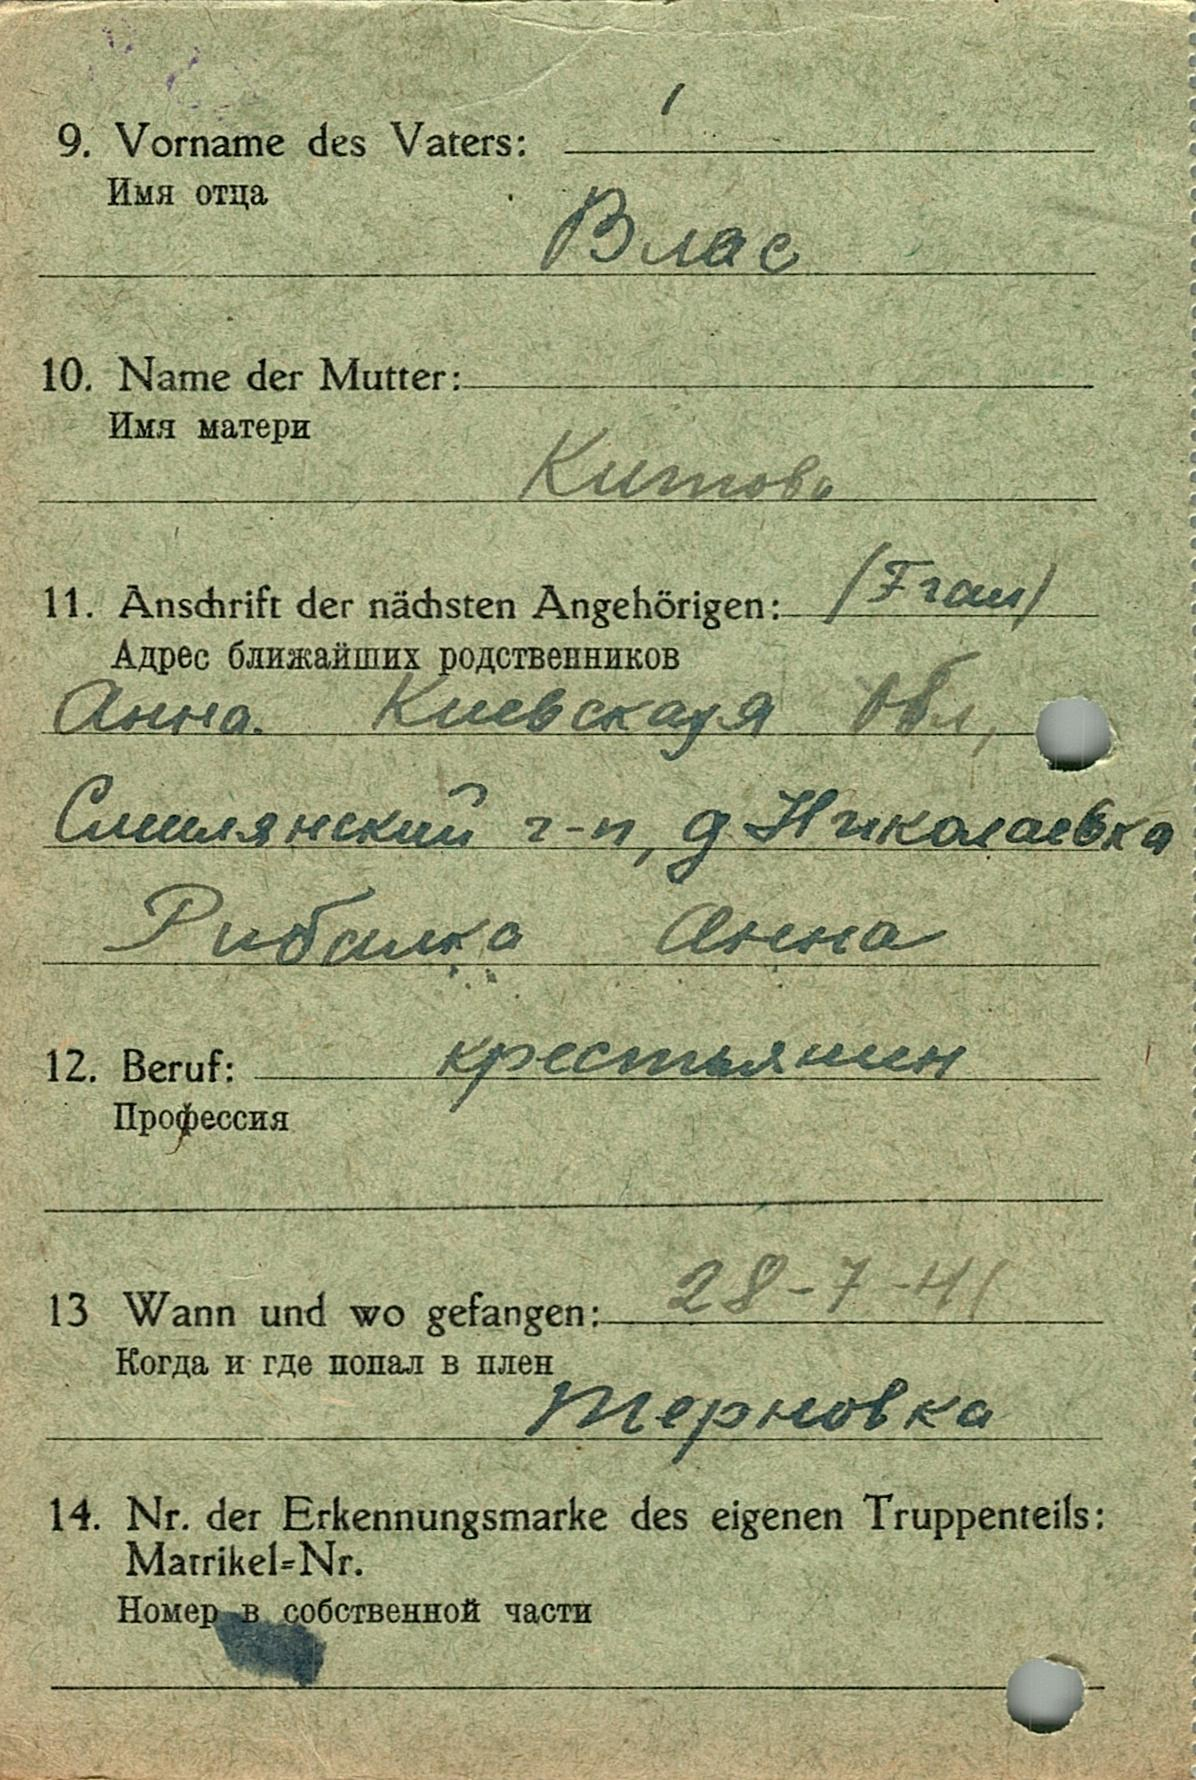 9. Vorname des Vaters:
Имя отца
Влас
10. Name der Mutter:
Имя матери
Китова
11. Anschrift der nächsten Angehörigen: (Frau)
Адрес ближайших родственников
Анна. Киевская обл,
Смилянский г-п, д. Николаевка
Рибалка Анна
12. Beruf: крестьянин
Профессия
13 Wann und wo gefangen: 28-7-41
Когда и где попал в плен
Терновка
14. Nr. der Erkennungsmarke des eigenen Truppenteils:
Matrikel=Nr.
Номер в собственной части